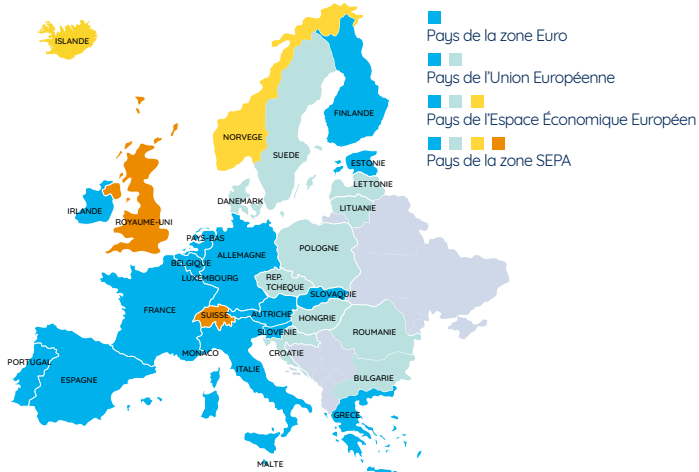 ISLANDE
Pays de la zone Euro
Pays de l'Union Européenne
Pays de l'Espace Économique Européen
Pays de la zone SEPA
FINLANDE
NORVEGE
SUEDE
ESTONIE
LETTONIE
LITUANIE
DANEMARK
IRLANDE
ROYAUME-UNI
PAYS-BAS
POLOGNE
ALLEMAGNE
BELGIQUE
LUXEMBOURG
REP.
TCHEQUE
SLOVAQUIE
FRANCE
SUISSE
AUTRICHE
HONGRIE
SLOVENIE
ROUMANIE
CROATIE
MONACO
PORTUGAL
ITALIE
ESPAGNE
BULGARIE
GRECE
MALTE